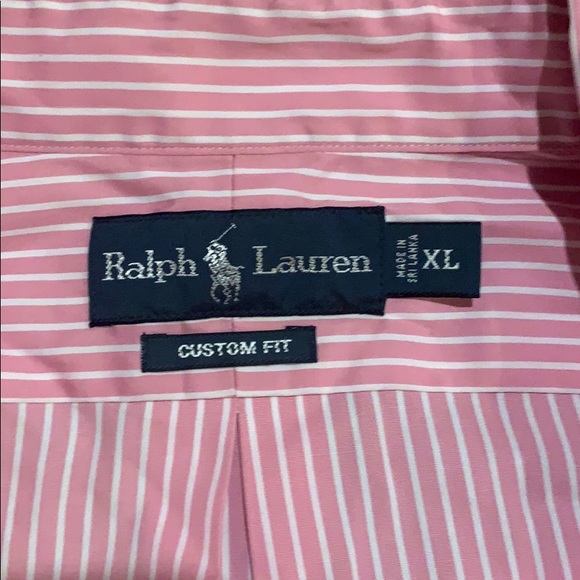 Ralph Lauren
MADE IN
SRI LANKA
XL
CUSTOM FIT